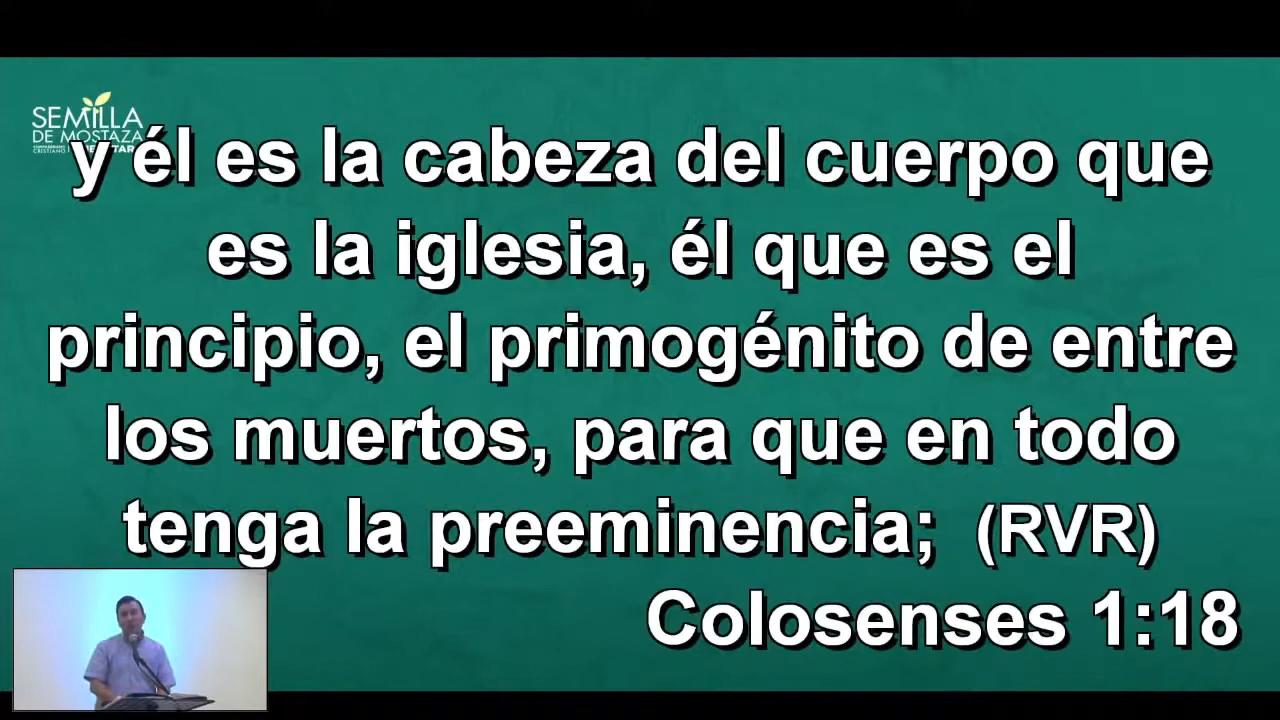 SEMILLA
DE MOSTAZA
y él es la cabeza del cuerpo que
es la iglesia, él que es el
principio, el primogénito de entre
los muertos, para que en todo
tenga la preeminencia; (RVR)
Colosenses 1:18